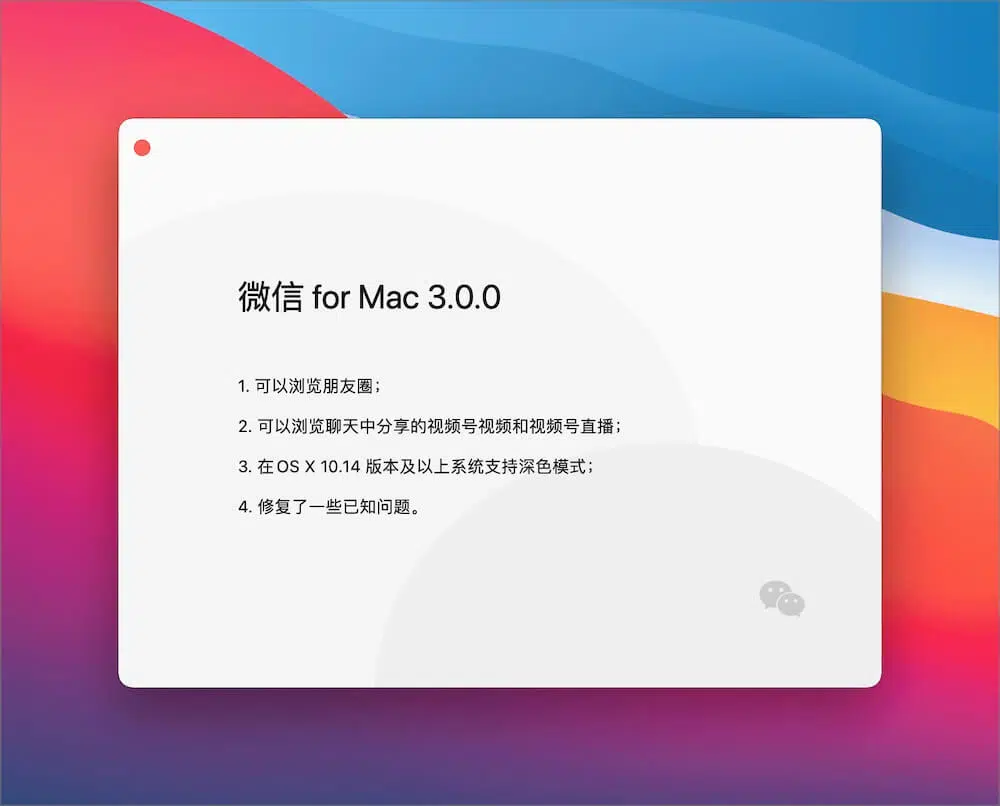 微信 for Mac 3.0.0
1. 可以浏览朋友圈；
2. 可以浏览聊天中分享的视频号视频和视频号直播；
3. 在OS X 10.14 版本及以上系统支持深色模式；
4. 修复了一些已知问题。